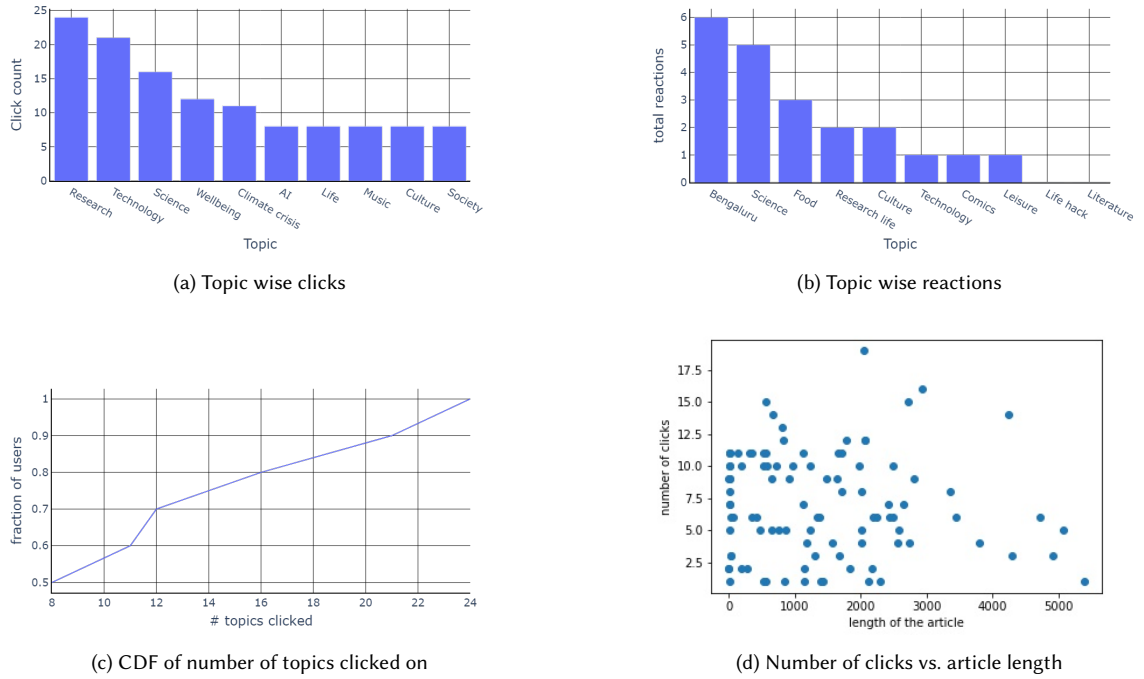 25
20
15
10
5
0
Click count
Research
Technology
Science
Wellbeing
Climate crisis
AI
Life
Music
Culture
Society
Topic
(a) Topic wise clicks
6
5
4
3
2
1
0
total reactions
Bengaluru
Science
Food
Research life
Culture
Technology
Comics
Leisure
Life hack
Literature
Topic
(b) Topic wise reactions
1
0.9
0.8
0.7
0.6
0.5
fraction of users
8 10 12 14 16 18 20 22 24
# topics clicked
(c) CDF of number of topics clicked on
17.5
15.0
12.5
10.0
7.5
5.0
2.5
number of clicks
0 1000 2000 3000 4000 5000
length of the article
(d) Number of clicks vs. article length